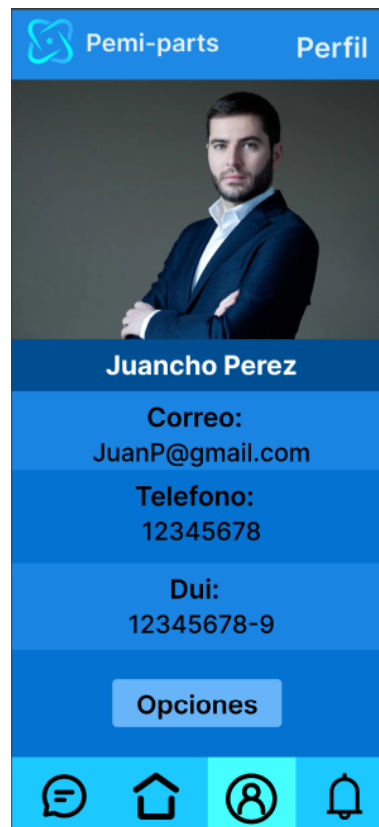 Pemi-parts
Perfil
Juancho Perez
Correo:
JuanP@gmail.com
Telefono:
12345678
Dui:
12345678-9
Opciones